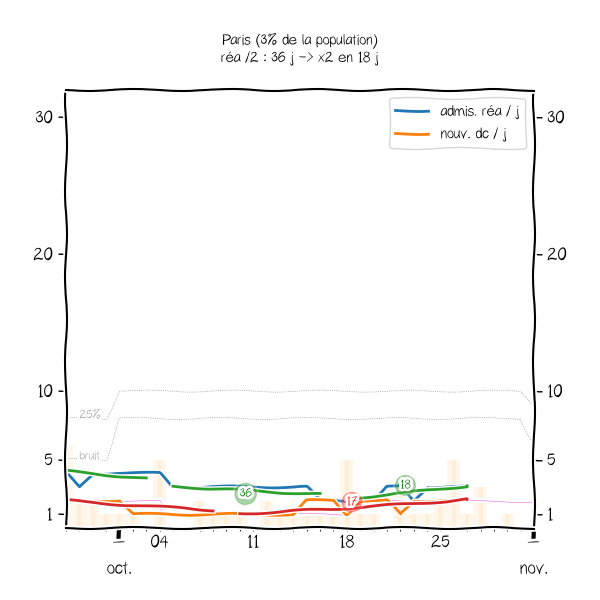 Paris (3% de la population)
réa /2 : 36 j -> x2 en 18 j
admis. réa / j
nouv. dc / j
30
30
20
20
10
10
25%
bruit
5
5
36
18
17
1
1
04
11
18
25
oct.
nov.